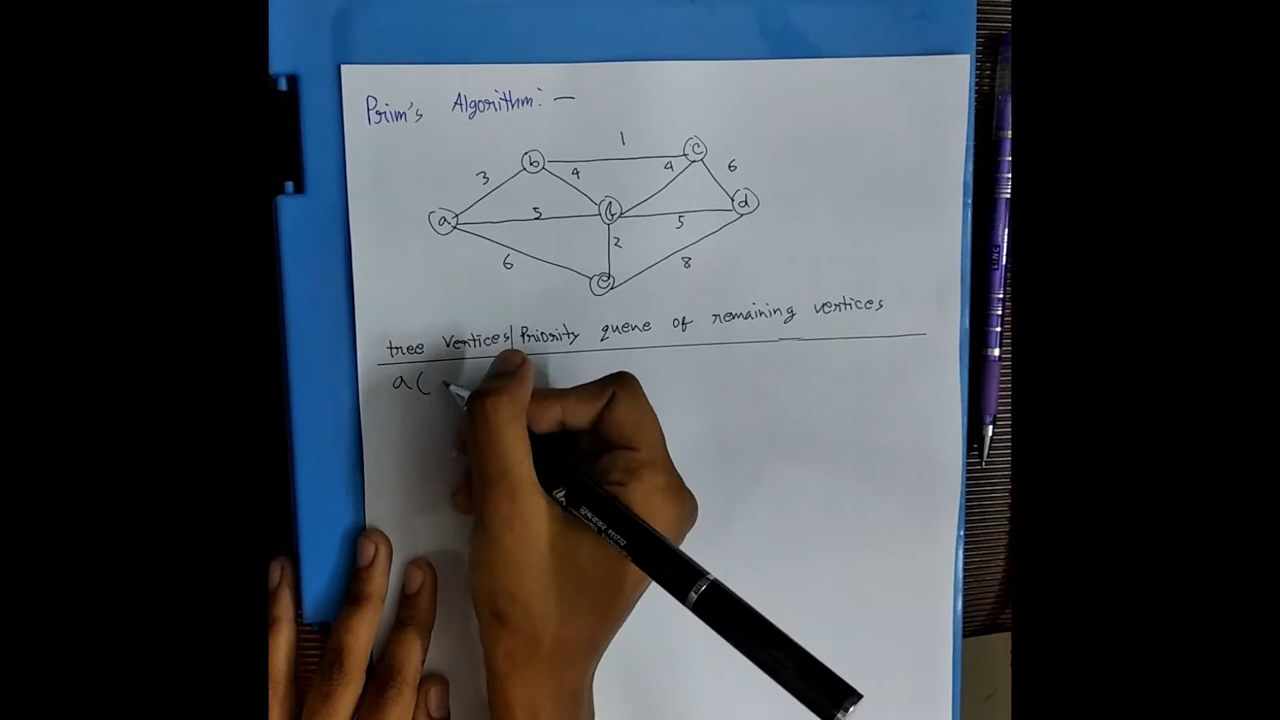 Prim's Algorithm: —
1
b
c
3
4
4
6
a
5
f
d
5
2
6
8
e
tree vertices | Priority queue of remaining vertices
a(
LINC